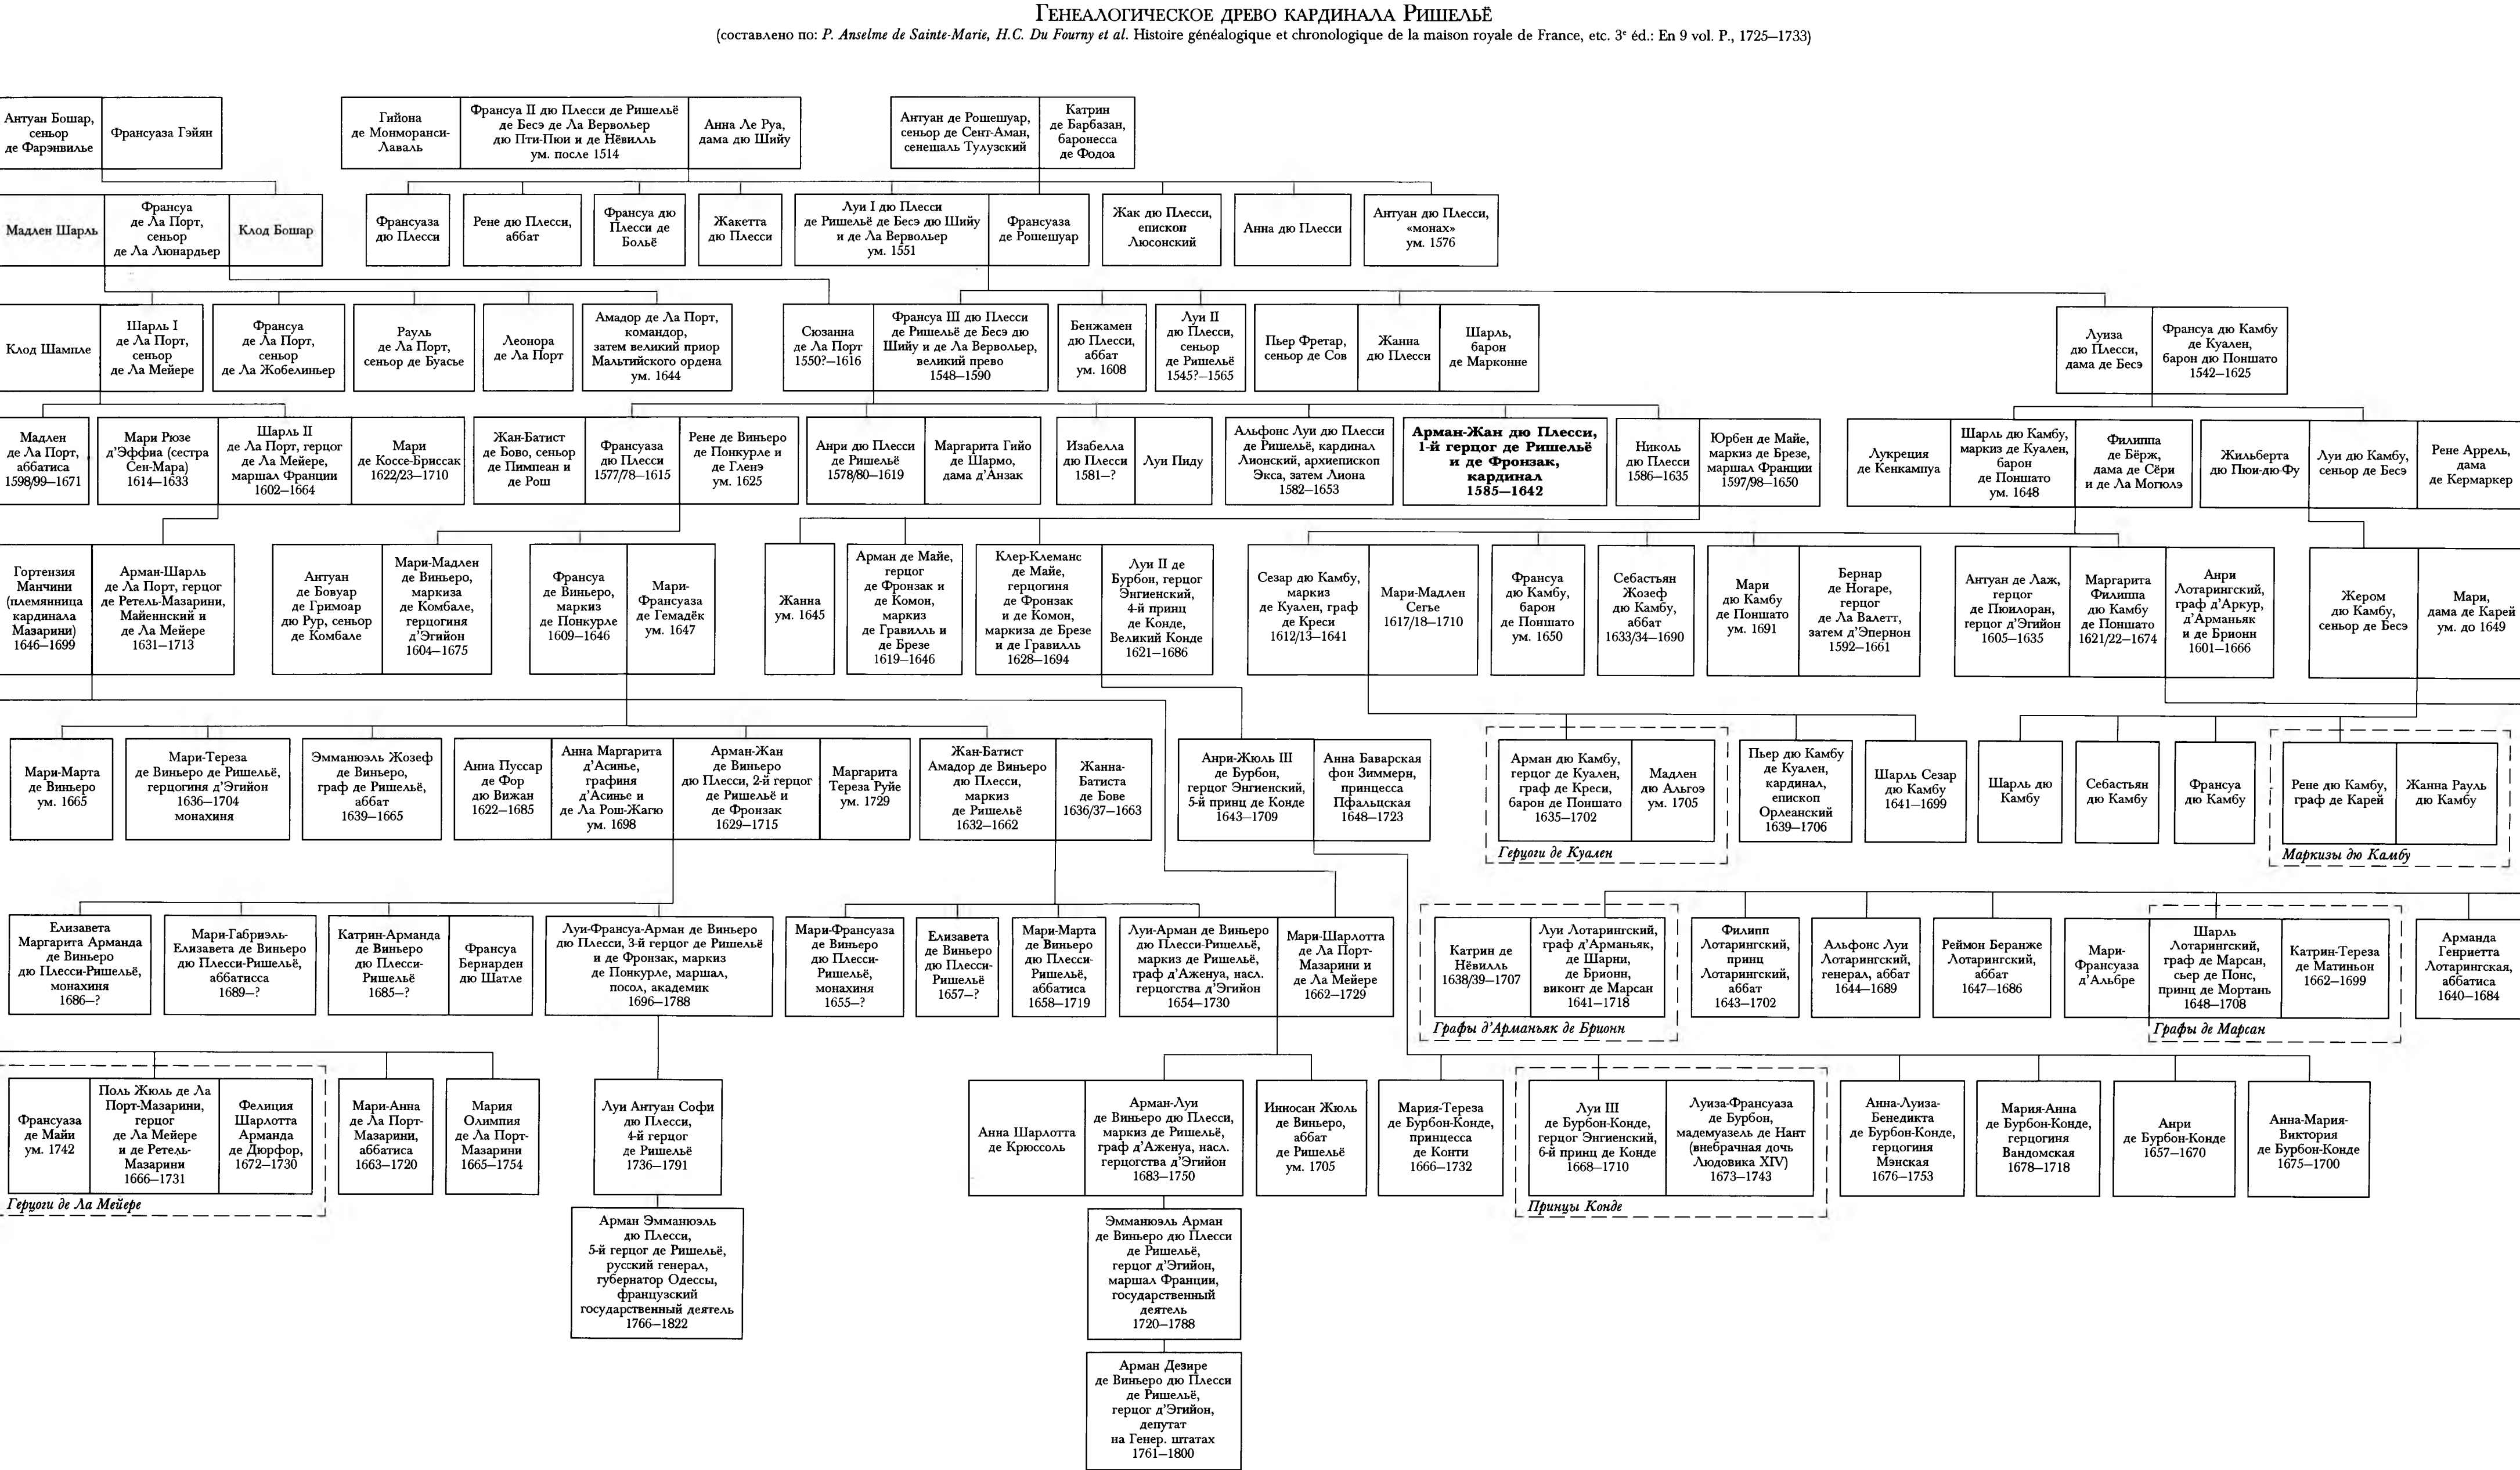 Генеалогическое древо кардинала Ришельё
(составлено по: P. Anselme de Sainte-Marie, H.C. Du Fourny et al. Histoire généalogique et chronologique de la maison royale de France, etc. 3e éd.: En 9 vol. P., 1725–1733)
Антуан Бошар,
сеньор
де Фарэнвилье
Франсуаза Гэйян
Гийона
де Монморанси-
Лаваль
Франсуа II дю Плесси де Ришельё
де Бесэ де Ла Вервольер
дю Пти-Пюи и де Нёвилль
ум. после 1514
Анна Ле Руа,
дама дю Шийу
Антуан де Рошешуар,
сеньор де Сент-Аман,
сенешаль Тулузский
Катрин
де Барбазан,
баронесса
де Фодоа
Мадлен Шарль
Франсуа
де Ла Порт,
сеньор
де Ла Люнардьер
Клод Бошар
Франсуаза
дю Плесси
Рене дю Плесси,
аббат
Франсуа дю
Плесси де
Больё
Жакетта
дю Плесси
Луи I дю Плесси
де Ришельё де Бесэ дю Шийу
и де Ла Вервольер
ум. 1551
Франсуаза
де Рошешуар
Жак дю Плесси,
епископ
Люсонский
Анна дю Плесси
Антуан дю Плесси,
«монах»
ум. 1576
Клод Шампле
Шарль I
де Ла Порт,
сеньор
де Ла Мейере
Франсуа
де Ла Порт,
сеньор
де Ла Жобелиньер
Рауль
де Ла Порт,
сеньор де Буасье
Леонора
де Ла Порт
Амадор де Ла Порт,
командор,
затем великий приор
Мальтийского ордена
ум. 1644
Сюзанна
де Ла Порт
1550?–1616
Франсуа III дю Плесси
де Ришельё де Бесэ дю
Шийу и де Ла Вервольер,
великий прево
1548–1590
Бенжамен
дю Плесси,
аббат
ум. 1608
Луи II
дю Плесси,
сеньор
де Ришельё
1545?–1565
Пьер Фретар,
сеньор де Сов
Жанна
дю Плесси
Шарль,
барон
де Марконне
Луиза
дю Плесси,
дама де Бесэ
Франсуа дю Камбу
де Куален,
барон дю Поншато
1542–1625
Мадлен
де Ла Порт,
аббатиса
1598/99–1671
Мари Рюзе
д'Эффиа (сестра
Сен-Мара)
1614–1633
Шарль II
де Ла Порт, герцог
де Ла Мейере,
маршал Франции
1602–1664
Мари
де Коссе-Бриссак
1622/23–1710
Жан-Батист
де Бово, сеньор
де Пимпеан и
де Рош
Франсуаза
дю Плесси
1577/78–1615
Рене де Виньеро
де Понкурле и
де Гленэ
ум. 1625
Анри дю Плесси
де Ришельё
1578/80–1619
Маргарита Гийо
де Шармо,
дама д'Анзак
Изабелла
дю Плесси
1581–?
Луи Пиду
Альфонс Луи дю Плесси
де Ришельё, кардинал
Лионский, архиепископ
Экса, затем Лиона
1582–1653
Арман-Жан дю Плесси,
1-й герцог де Ришельё
и де Фронзак,
кардинал
1585—1642
Николь
дю Плесси
1586–1635
Юрбен де Майе,
маркиз де Брезе,
маршал Франции
1597/98–1650
Лукреция
де Кенкампуа
Шарль дю Камбу,
маркиз де Куален,
барон
де Поншато
ум. 1648
Филиппа
де Бёрж,
дама де Сёри
и де Ла Могюлэ
Жильберта
дю Пюи-дю-Фу
Луи дю Камбу,
сеньор де Бесэ
Рене Аррель,
дама
де Кермаркер
Гортензия
Манчини
(племянница
кардинала
Мазарини)
1646–1699
Арман-Шарль
де Ла Порт, герцог
де Ретель-Мазарини,
Майеннский и
де Ла Мейере
1631–1713
Антуан
де Бовуар
де Гримоар
дю Рур, сеньор
де Комбале
Мари-Мадлен
де Виньеро,
маркиза
де Комбале,
герцогиня
д'Эгийон
1604–1675
Франсуа
де Виньеро,
маркиз
де Понкурле
1609–1646
Мари-
Франсуаза
де Гемадёк
ум. 1647
Жанна
ум. 1645
Арман де Майе,
герцог
де Фронзак и
де Комон,
маркиз
де Гравилль и
де Брезе
1619–1646
Клер-Клеманс
де Майе,
герцогиня
де Фронзак
и де Комон,
маркиза де Брезе
и де Гравилль
1628–1694
Луи II де
Бурбон, герцог
Энгиенский,
4-й принц
де Конде,
Великий Конде
1621–1686
Сезар дю Камбу,
маркиз
де Куален, граф
де Креси
1612/13–1641
Мари-Мадлен
Сегье
1617/18–1710
Франсуа
дю Камбу,
барон
де Поншато
ум. 1650
Себастьян
Жозеф
дю Камбу,
аббат
1633/34–1690
Мари
дю Камбу
де Поншато
ум. 1691
Бернар
де Ногаре,
герцог
де Ла Валетт,
затем д'Эпернон
1592–1661
Антуан де Лаж,
герцог
де Пюилоран,
герцог д'Эгийон
1605–1635
Маргарита
Филиппа
дю Камбу
де Поншато
1621/22–1674
Анри
Лотарингский,
граф д'Аркур,
д'Арманьяк
и де Брионн
1601–1666
Жером
дю Камбу,
сеньор де Бесэ
Мари,
дама де Карей
ум. до 1649
Мари-Марта
де Виньеро
ум. 1665
Мари-Тереза
де Виньеро де Ришельё,
герцогиня д'Эгийон
1636–1704
монахиня
Эмманюэль Жозеф
де Виньеро,
граф де Ришельё,
аббат
1639–1665
Анна Пуссар
де Фор
дю Вижан
1622–1685
Анна Маргарита
д'Асинье,
графиня
д'Асинье и
де Ла Рош-Жагю
ум. 1698
Арман-Жан
де Виньеро
дю Плесси, 2-й герцог
де Ришельё и
де Фронзак
1629–1715
Маргарита
Тереза Руйе
ум. 1729
Жан-Батист
Амадор де Виньеро
дю Плесси,
маркиз
де Ришельё
1632–1662
Жанна-
Батиста
де Бове
1636/37–1663
Анри-Жюль III
де Бурбон,
герцог Энгиенский,
5-й принц де Конде
1643–1709
Анна Баварская
фон Зиммерн,
принцесса
Пфальцская
1648–1723
Арман дю Камбу,
герцог де Куален,
граф де Креси,
барон де Поншато
1635–1702
Мадлен
дю Альгоэ
ум. 1705
Герцоги де Куален
Пьер дю Камбу
де Куален,
кардинал,
епископ
Орлеанский
1639–1706
Шарль Сезар
дю Камбу
1641–1699
Шарль дю
Камбу
Себастьян
дю Камбу
Франсуа
дю Камбу
Рене дю Камбу,
граф де Карей
Жанна Рауль
дю Камбу
Маркизы дю Камбу
Елизавета
Маргарита Арманда
де Виньеро
дю Плесси-Ришельё,
монахиня
1686–?
Мари-Габриэль-
Елизавета де Виньеро
дю Плесси-Ришельё,
аббатисса
1689–?
Катрин-Арманда
де Виньеро
дю Плесси-
Ришельё
1685–?
Франсуа
Бернарден
дю Шатле
Луи-Франсуа-Арман де Виньеро
дю Плесси, 3-й герцог де Ришельё
и де Фронзак, маркиз
де Понкурле, маршал,
посол, академик
1696–1788
Мари-Франсуаза
де Виньеро
дю Плесси-
Ришельё,
монахиня
1655–?
Елизавета
де Виньеро
дю Плесси-
Ришельё
1657–?
Мари-Марта
де Виньеро
дю Плесси-
Ришельё,
аббатиса
1658–1719
Луи-Арман де Виньеро
дю Плесси-Ришельё,
маркиз де Ришельё,
граф д'Аженуа, насл.
герцогства д'Эгийон
1654–1730
Мари-Шарлотта
де Ла Порт-
Мазарини и
де Ла Мейере
1662–1729
Катрин де
Нёвилль
1638/39–1707
Луи Лотарингский,
граф д'Арманьяк,
де Шарни,
де Брионн,
виконт де Марсан
1641–1718
Графы д'Арманьяк де Брионн
Филипп
Лотарингский,
принц
Лотарингский,
аббат
1643–1702
Альфонс Луи
Лотарингский,
генерал, аббат
1644–1689
Реймон Беранже
Лотарингский,
аббат
1647–1686
Мари-
Франсуаза
д'Альбре
Шарль
Лотарингский,
граф де Марсан,
сьер де Понс,
принц де Мортань
1648–1708
Катрин-Тереза
де Матиньон
1662–1699
Графы де Марсан
Арманда
Генриетта
Лотарингская,
аббатиса
1640–1684
Франсуаза
де Майи
ум. 1742
Поль Жюль де Ла
Порт-Мазарини,
герцог
де Ла Мейере
и де Ретель-
Мазарини
1666–1731
Фелиция
Шарлотта
Арманда
де Дюрфор,
1672–1730
Герцоги де Ла Мейере
Мари-Анна
де Ла Порт-
Мазарини,
аббатиса
1663–1720
Мария
Олимпия
де Ла Порт-
Мазарини
1665–1754
Луи Антуан Софи
дю Плесси,
4-й герцог
де Ришельё
1736–1791
Анна Шарлотта
де Крюссоль
Арман-Луи
де Виньеро дю Плесси,
маркиз де Ришельё,
граф д'Аженуа, насл.
герцогства д'Эгийон
1683–1750
Инносан Жюль
де Виньеро,
аббат
де Ришельё
ум. 1705
Мария-Тереза
де Бурбон-Конде,
принцесса
де Конти
1666–1732
Луи III
де Бурбон-Конде,
герцог Энгиенский,
6-й принц де Конде
1668–1710
Луиза-Франсуаза
де Бурбон,
мадемуазель де Нант
(внебрачная дочь
Людовика XIV)
1673–1743
Принцы Конде
Анна-Луиза-
Бенедикта
де Бурбон-Конде,
герцогиня
Мэнская
1676–1753
Мария-Анна
де Бурбон-Конде,
герцогиня
Вандомская
1678–1718
Анри
де Бурбон-Конде
1657–1670
Анна-Мария-
Виктория
де Бурбон-Конде
1675–1700
Арман Эмманюэль
дю Плесси,
5-й герцог де Ришельё,
русский генерал,
губернатор Одессы,
французский
государственный деятель
1766–1822
Эмманюэль Арман
де Виньеро дю Плесси
де Ришельё,
герцог д'Эгийон,
маршал Франции,
государственный
деятель
1720–1788
Арман Дезире
де Виньеро дю Плесси
де Ришельё,
герцог д'Эгийон,
депутат
на Генер. штатах
1761–1800